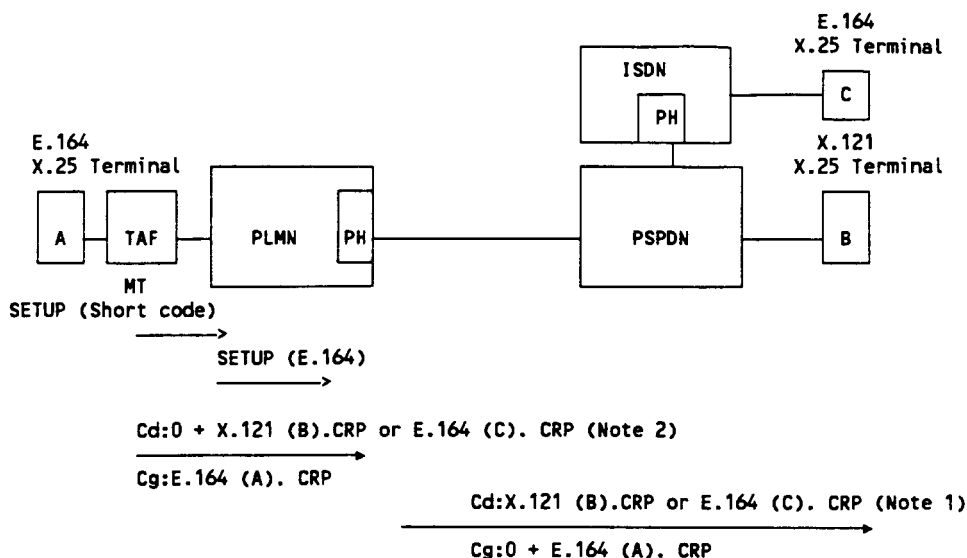 E.164
X.25 Terminal
ISDN
PH
C
E.164
X.25 Terminal
X.121
X.25 Terminal
A
TAF
PLMN
PH
PSPDN
B
MT
SETUP (Short code)
SETUP (E.164)
Cd:0 + X.121 (B).CRP or E.164 (C). CRP (Note 2)
Cg:E.164 (A). CRP
Cd:X.121 (B).CRP or E.164 (C). CRP (Note 1)
Cg:0 + E.164 (A). CRP